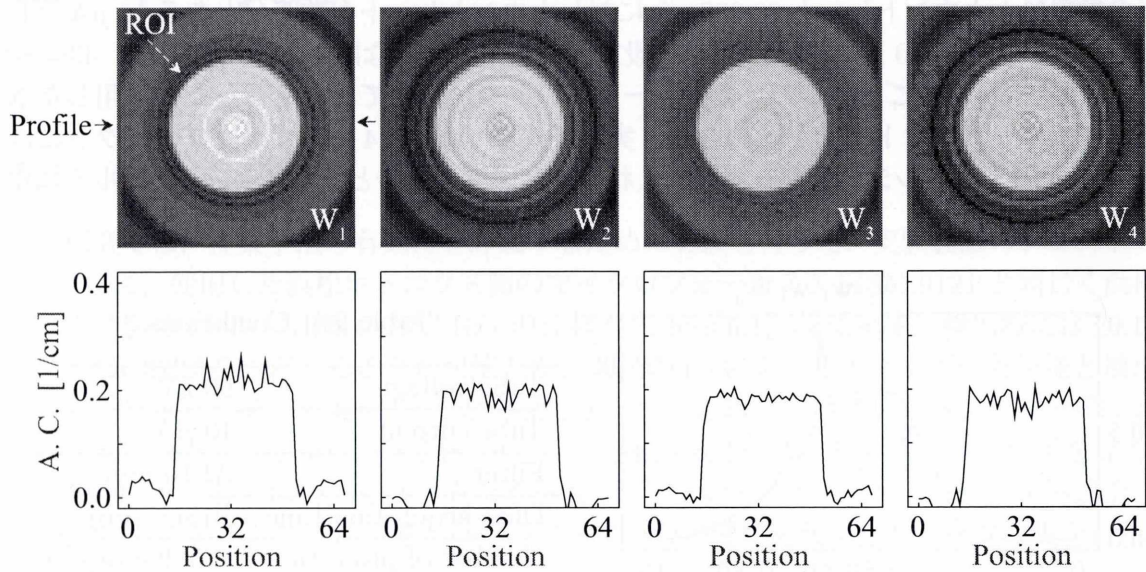 ROI
Profile
W1
W2
W3
W4
A. C. [1/cm]
0.4
0.2
0.0
0 32 64
0 32 64
0 32 64
0 32 64
Position
Position
Position
Position